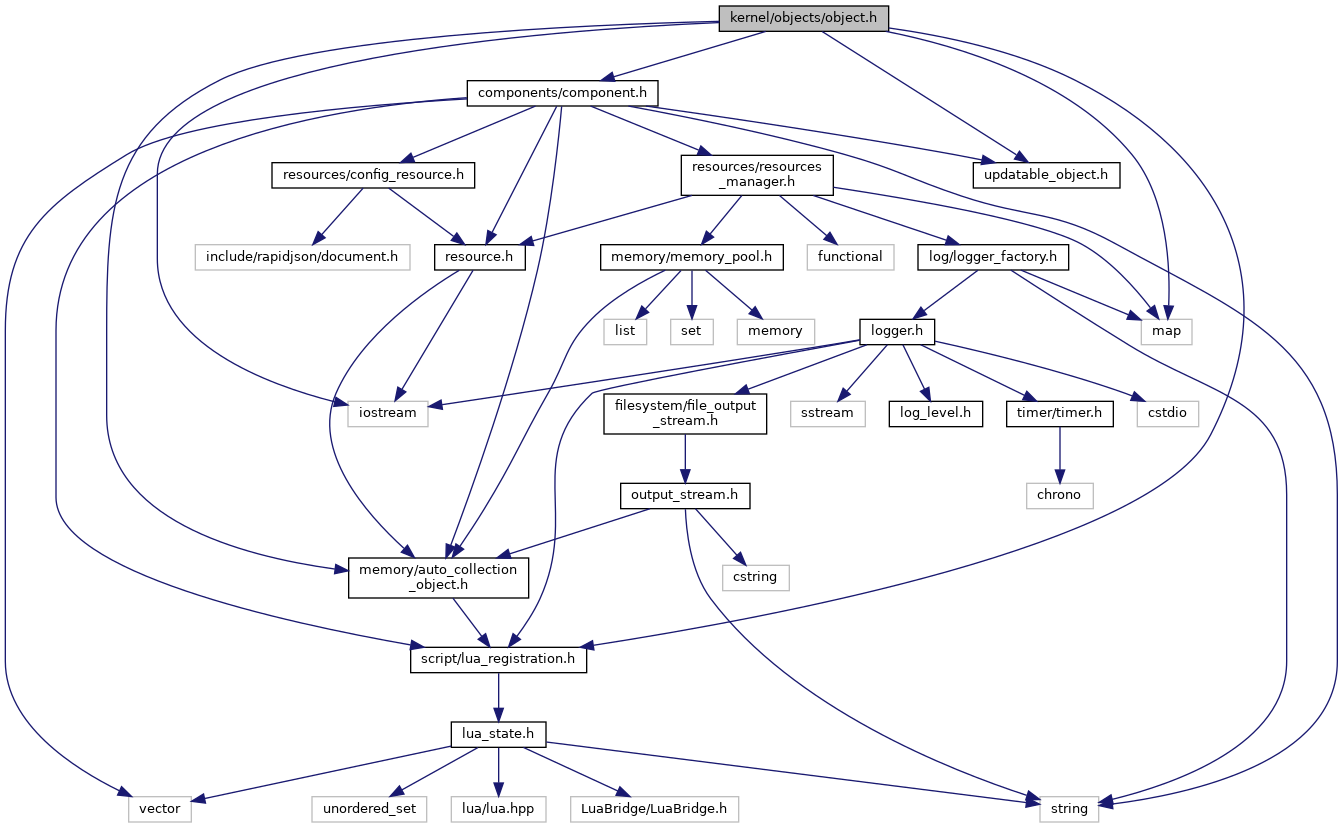 kernel/objects/object.h
components/component.h
resources/config_resource.h
resources/resources
_manager.h
updatable_object.h
include/rapidjson/document.h
resource.h
memory/memory_pool.h
functional
log/logger_factory.h
list
set
memory
logger.h
map
iostream
filesystem/file_output
_stream.h
sstream
log_level.h
timer/timer.h
cstdio
output_stream.h
chrono
memory/auto_collection
_object.h
cstring
script/lua_registration.h
lua_state.h
vector
unordered_set
lua/lua.hpp
LuaBridge/LuaBridge.h
string